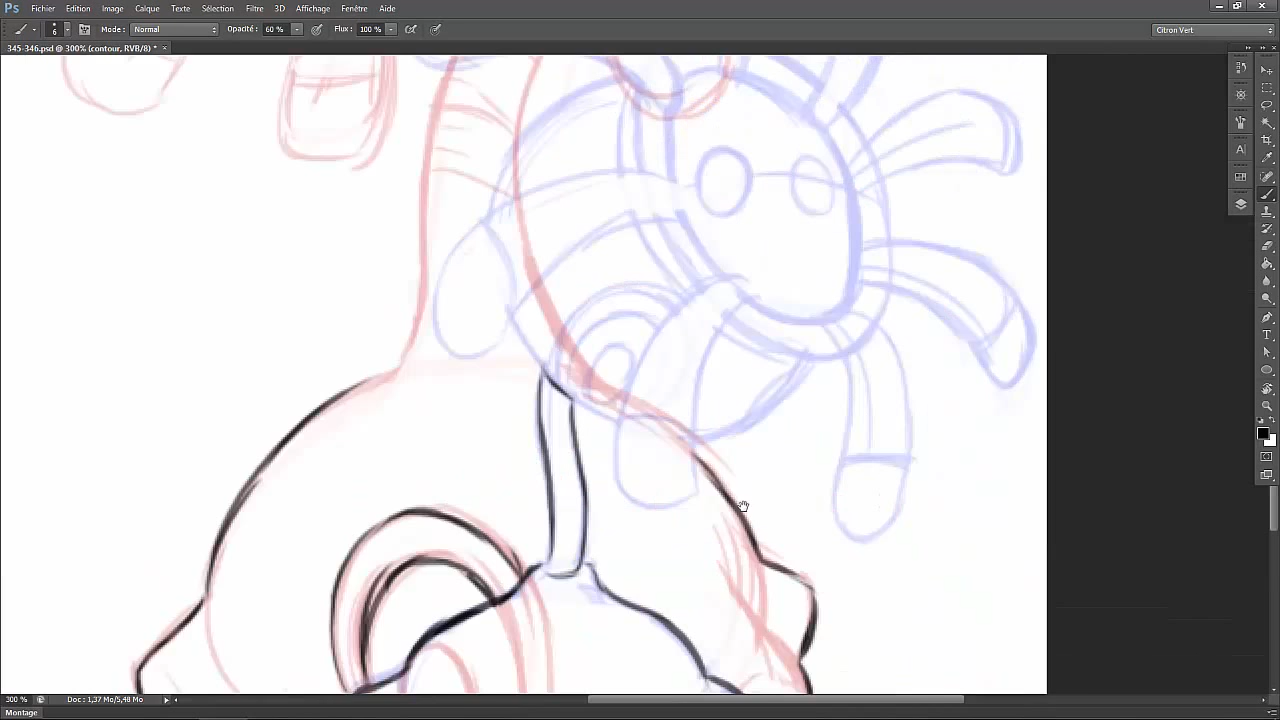 Ps Fichier Edition Image Calque Texte Sélection Filtre 3D Affichage Fenêtre Aide
6 Mode : Normal Opacité : 60 % Flux : 100 % Citron Vert
345-346.psd @ 300% (contour, RVB/8) * ×
300 % Doc : 1,37 Mo/5,48 Mo
Montage